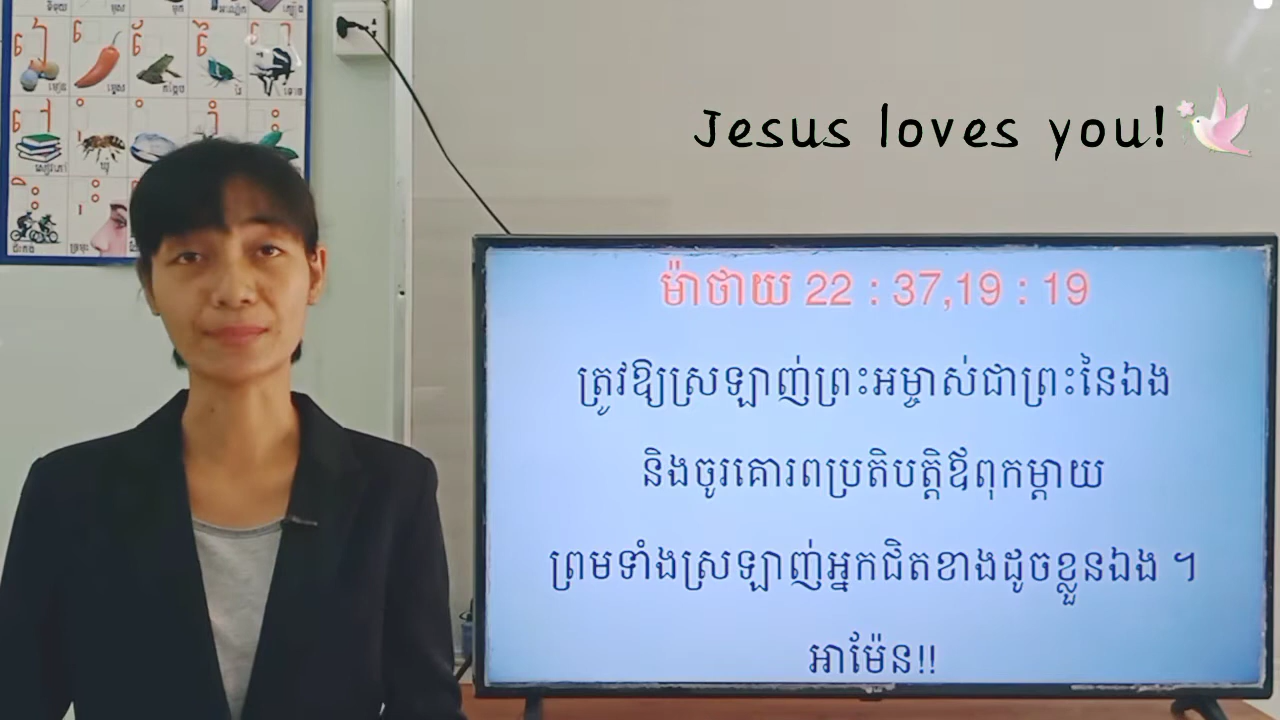 Jesus loves you!
ម៉ាថាយ 22 : 37,19 : 19
ត្រូវឱ្យស្រឡាញ់ព្រះអម្ចាស់ជាព្រះនៃឯង
និងចូរគោរពប្រតិបត្តិឪពុកម្តាយ
ព្រមទាំងស្រឡាញ់អ្នកជិតខាងដូចខ្លួនឯង ។
អាម៉ែន!!